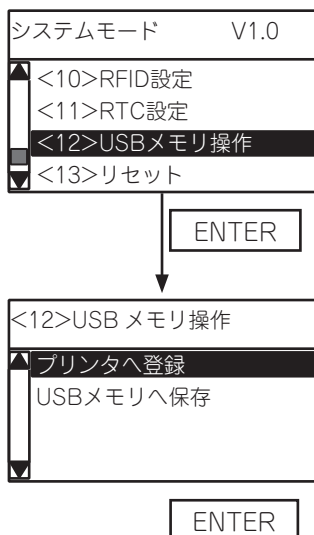 システムモード V1.0
<10>RFID設定
<11>RTC設定
<12>USBメモリ操作
<13>リセット
ENTER
<12>USB メモリ操作
プリンタへ登録
USBメモリへ保存
ENTER